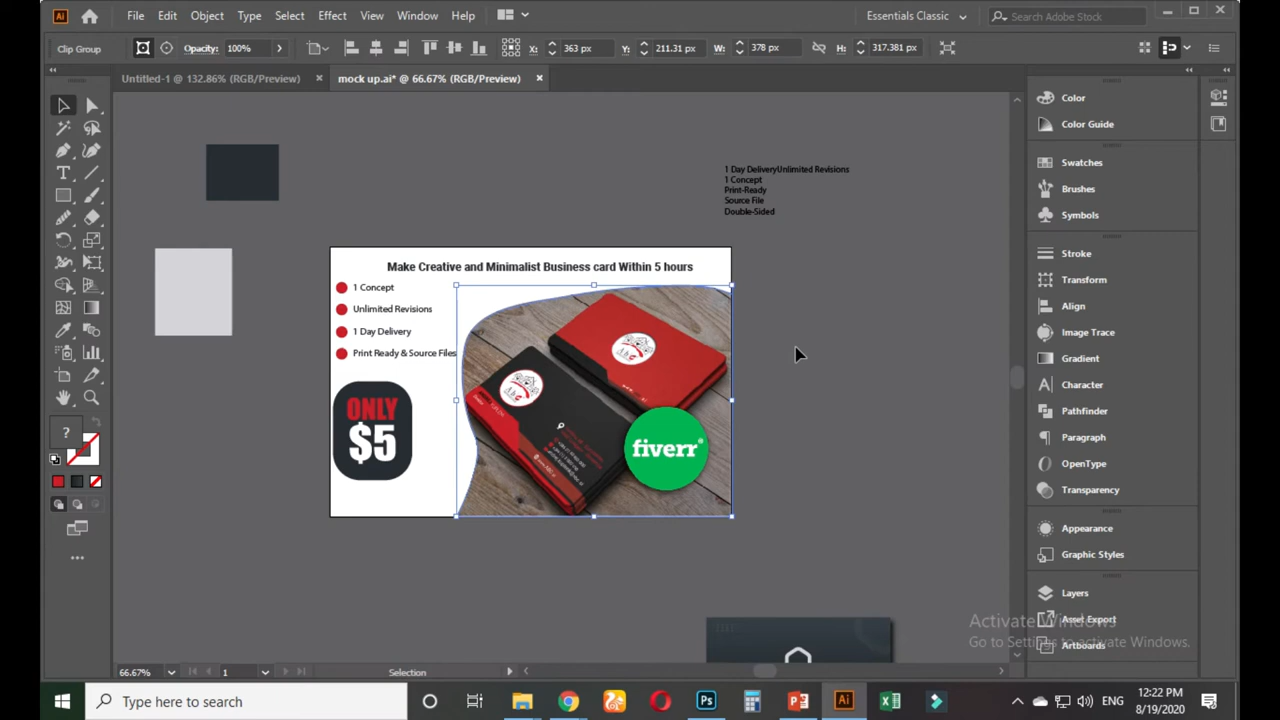 Ai File Edit Object Type Select Effect View Window Help Essentials Classic Search Adobe Stock
Clip Group Opacity: 100% X: 363 px Y: 211.31 px W: 378 px H: 317.381 px
Untitled-1 @ 132.86% (RGB/Preview) mock up.ai* @ 66.67% (RGB/Preview)
Color
Color Guide
Swatches
Brushes
Symbols
Stroke
Transform
Align
Image Trace
Gradient
Character
Pathfinder
Paragraph
OpenType
Transparency
Appearance
Graphic Styles
Layers
Asset Export
Artboards
1 Day DeliveryUnlimited Revisions
1 Concept
Print-Ready
Source File
Double-Sided
Make Creative and Minimalist Business card Within 5 hours
1 Concept
Unlimited Revisions
1 Day Delivery
Print Ready & Source Files
ONLY
$5
fiverr®
?
Activate Windows
Go to Settings to activate Windows.
66.67% 1 Selection
Type here to search Ps Ai ENG
12:22 PM
8/19/2020